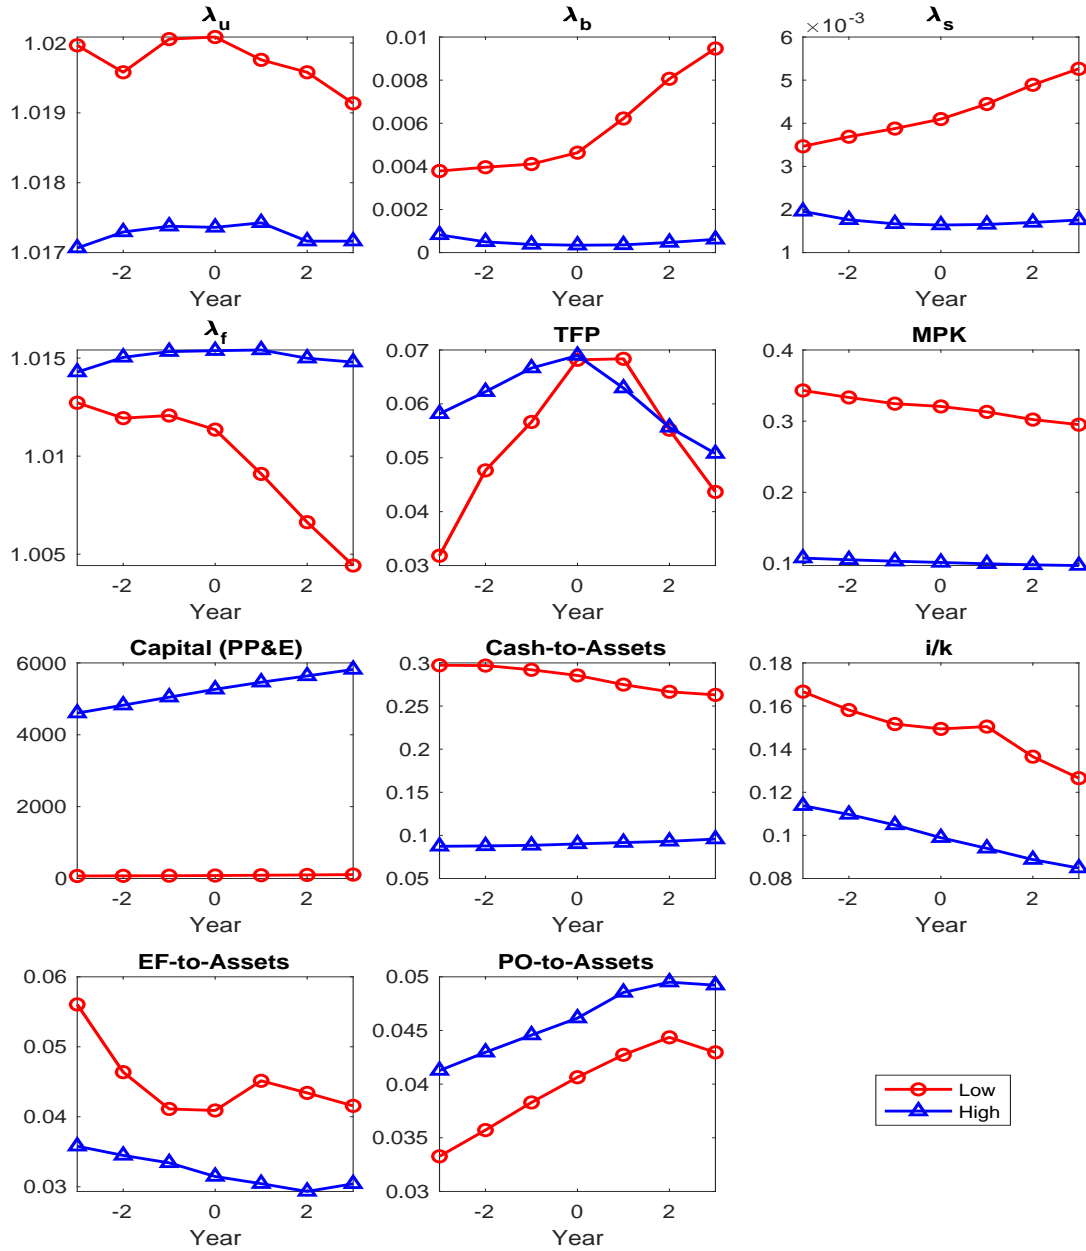 λu
1.02
1.019
1.018
1.017
-2 0 2
Year
λb
0.01
0.008
0.006
0.004
0.002
0
-2 0 2
Year
λs
×10-3
6
5
4
3
2
1
-2 0 2
Year
λf
1.015
1.01
1.005
-2 0 2
Year
TFP
0.07
0.06
0.05
0.04
0.03
-2 0 2
Year
MPK
0.4
0.3
0.2
0.1
-2 0 2
Year
Capital (PP&E)
6000
4000
2000
0
-2 0 2
Year
Cash-to-Assets
0.3
0.25
0.2
0.15
0.1
0.05
-2 0 2
Year
i/k
0.18
0.16
0.14
0.12
0.1
0.08
-2 0 2
Year
EF-to-Assets
0.06
0.05
0.04
0.03
-2 0 2
Year
PO-to-Assets
0.05
0.045
0.04
0.035
0.03
-2 0 2
Year
Low
High